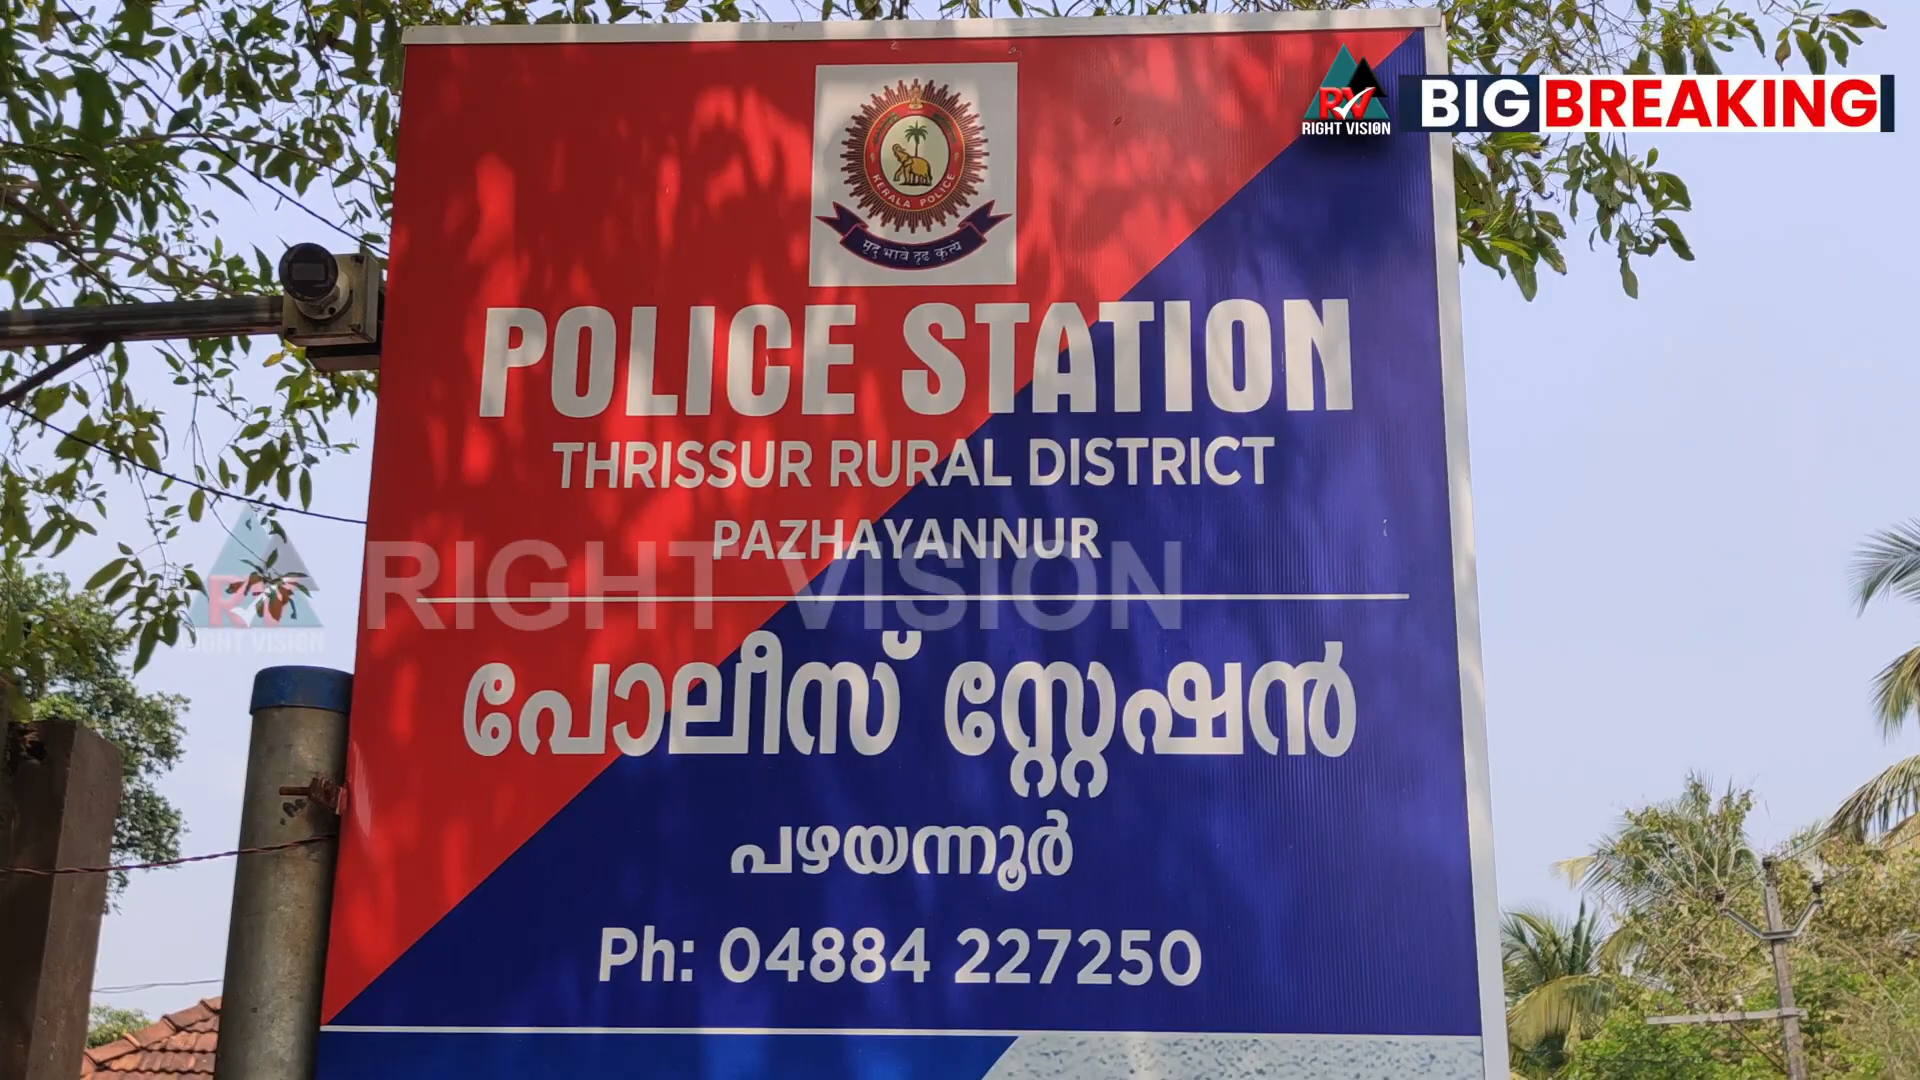 RV
RIGHT VISION
BIG BREAKING
KERALA POLICE
मृदु भावे दृढ कृत्ये
POLICE STATION
THRISSUR RURAL DISTRICT
PAZHAYANNUR
RV
RIGHT VISION
RIGHT VISION
പോലീസ് സ്റ്റേഷൻ
പഴയന്നൂർ
Ph: 04884 227250